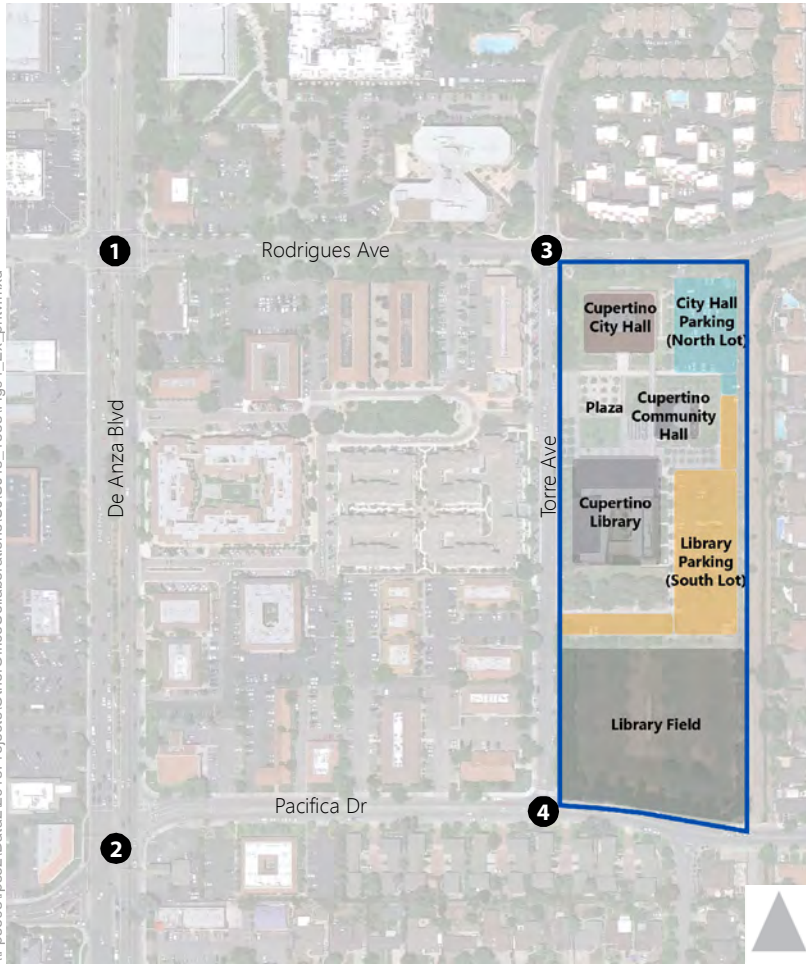 1
Rodrigues Ave
3
Cupertino
City Hall
City Hall
Parking
(North Lot)
Plaza
Cupertino
Community
Hall
De Anza Blvd
Torre Ave
Cupertino
Library
Library
Parking
(South Lot)
Library Field
Pacifica Dr
4
2